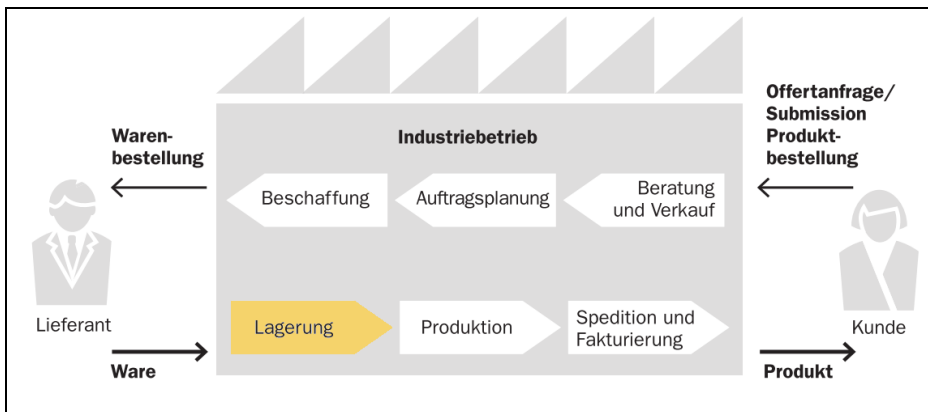 Offertanfrage/
Submission
Produkt-
bestellung
Waren-
bestellung
Industriebetrieb
Beschaffung
Auftragsplanung
Beratung
und Verkauf
Lieferant
Lagerung
Produktion
Spedition und
Fakturierung
Kunde
Ware
Produkt